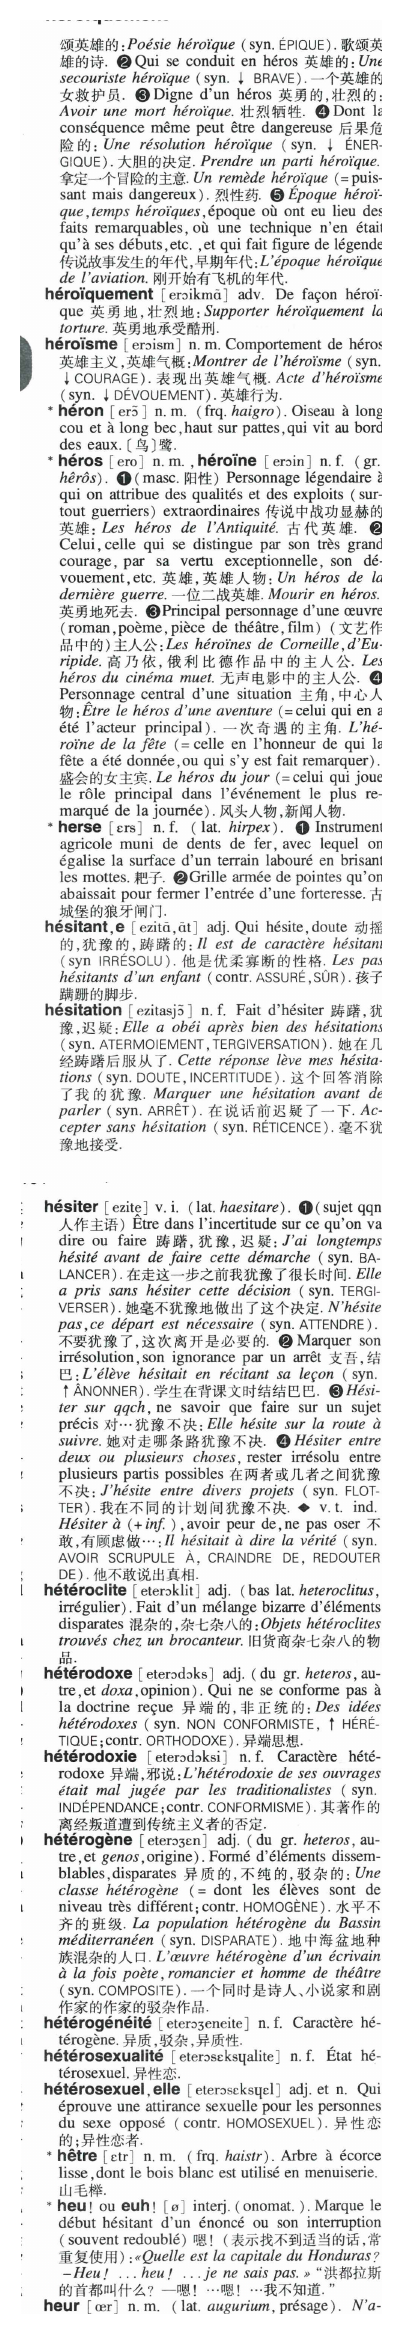 颂英雄的:Poésie héroïque (syn. ÉPIQUE). 歌颂英
雄的诗. ❷Qui se conduit en héros 英雄的: Une
secouriste héroïque (syn. ↓ BRAVE). 一个英雄的
女救护员. ❸Digne d'un héros 英勇的,壮烈的:
Avoir une mort héroïque. 壮烈牺牲. ❹Dont la
conséquence même peut être dangereuse 后果危
险的: Une résolution héroïque (syn. ↓ ÉNER-
GIQUE). 大胆的决定. Prendre un parti héroïque.
拿定一个冒险的主意. Un remède héroïque (=puis-
sant mais dangereux). 烈性药. ❺Époque héroï-
que,temps héroïques,époque où ont eu lieu des
faits remarquables, où une technique n'en était
qu'à ses débuts,etc. ,et qui fait figure de légende
传说故事发生的年代,早期年代:L'époque héroïque
de l'aviation. 刚开始有飞机的年代.
héroïquement [erɔikmã] adv. De façon héroï-
que 英勇地,壮烈地: Supporter héroïquement la
torture. 英勇地承受酷刑.
héroïsme [erɔism] n. m. Comportement de héros
英雄主义,英雄气概:Montrer de l'héroïsme (syn.
↓COURAGE). 表现出英雄气概. Acte d'héroïsme
(syn. ↓DÉVOUEMENT). 英雄行为.
*héron [erɔ̃] n. m. (frq. haigro). Oiseau à long
cou et à long bec,haut sur pattes,qui vit au bord
des eaux.〔鸟〕鹭.
*héros [ero] n. m. , héroïne [erɔin] n. f. (gr.
hêrôs). ❶(masc. 阳性) Personnage légendaire à
qui on attribue des qualités et des exploits (sur-
tout guerriers) extraordinaires 传说中战功显赫的
英雄: Les héros de l'Antiquité. 古代英雄. ❷
Celui,celle qui se distingue par son très grand
courage, par sa vertu exceptionnelle, son dé-
vouement,etc. 英雄,英雄人物: Un héros de la
dernière guerre. 一位二战英雄. Mourir en héros.
英勇地死去. ❸Principal personnage d'une œuvre
(roman,poème,pièce de théâtre,film) (文艺作
品中的)主人公:Les héroïnes de Corneille,d'Eu-
ripide. 高乃依,俄利比德作品中的主人公. Les
héros du cinéma muet. 无声电影中的主人公. ❹
Personnage central d'une situation 主角,中心人
物:Être le héros d'une aventure (=celui qui en a
été l'acteur principal). 一次奇遇的主角. L'hé-
roïne de la fête (= celle en l'honneur de qui la
fête a été donnée,ou qui s'y est fait remarquer).
盛会的女主宾. Le héros du jour (=celui qui joue
le rôle principal dans l'événement le plus re-
marqué de la journée). 风头人物,新闻人物.
*herse [ɛrs] n. f. (lat. hirpex). ❶ Instrument
agricole muni de dents de fer, avec lequel on
égalise la surface d'un terrain labouré en brisant
les mottes. 耙子. ❷Grille armée de pointes qu'on
abaissait pour fermer l'entrée d'une forteresse. 古
城堡的狼牙闸门.
hésitant,e [ezitã,ãt] adj. Qui hésite,doute 动摇
的,犹豫的,踌躇的: Il est de caractère hésitant
(syn IRRÉSOLU). 他是优柔寡断的性格. Les pas
hésitants d'un enfant (contr. ASSURÉ,SÛR). 孩子
蹒跚的脚步.
hésitation [ezitasjɔ̃] n. f. Fait d'hésiter 踌躇,犹
豫,迟疑: Elle a obéi après bien des hésitations
(syn. ATERMOIEMENT, TERGIVERSATION). 她在几
经踌躇后服从了. Cette réponse lève mes hésita-
tions (syn. DOUTE,INCERTITUDE). 这个回答消除
了我的犹豫. Marquer une hésitation avant de
parler (syn. ARRÊT). 在说话前迟疑了一下. Ac-
cepter sans hésitation (syn. RÉTICENCE). 毫不犹
豫地接受.
hésiter [ezite] v. i. (lat. haesitare). ❶(sujet qqn
人作主语) Être dans l'incertitude sur ce qu'on va
dire ou faire 踌躇,犹豫,迟疑: J'ai longtemps
hésité avant de faire cette démarche (syn. BA-
LANCER). 在走这一步之前我犹豫了很长时间. Elle
a pris sans hésiter cette décision (syn. TERGI-
VERSER). 她毫不犹豫地做出了这个决定. N'hésite
pas,ce départ est nécessaire (syn. ATTENDRE).
不要犹豫了,这次离开是必要的. ❷ Marquer son
irrésolution,son ignorance par un arrêt 支吾,结
巴: L'élève hésitait en récitant sa leçon (syn.
↑ÂNONNER). 学生在背课文时结结巴巴. ❸ Hési-
ter sur qqch, ne savoir que faire sur un sujet
précis 对…犹豫不决: Elle hésite sur la route à
suivre. 她对走哪条路犹豫不决. ❹ Hésiter entre
deux ou plusieurs choses, rester irrésolu entre
plusieurs partis possibles 在两者或几者之间犹豫
不决: J'hésite entre divers projets (syn. FLOT-
TER). 我在不同的计划间犹豫不决. ◆ v. t. ind.
Hésiter à (+inf. ),avoir peur de,ne pas oser 不
敢,有顾虑做…: Il hésitait à dire la vérité (syn.
AVOIR SCRUPULE À, CRAINDRE DE, REDOUTER
DE). 他不敢说出真相.
hétéroclite [eterɔklit] adj. (bas lat. heteroclitus,
irrégulier). Fait d'un mélange bizarre d'éléments
disparates 混杂的,杂七杂八的:Objets hétéroclites
trouvés chez un brocanteur. 旧货商杂七杂八的物
品.
hétérodoxe [eterɔdɔks] adj. (du gr. heteros, au-
tre,et doxa,opinion). Qui ne se conforme pas à
la doctrine reçue 异端的,非正统的: Des idées
hétérodoxes (syn. NON CONFORMISTE, ↑ HÉRÉ-
TIQUE;contr. ORTHODOXE). 异端思想.
hétérodoxie [eterɔdɔksi] n. f. Caractère hété-
rodoxe 异端,邪说:L'hétérodoxie de ses ouvrages
était mal jugée par les traditionalistes (syn.
INDÉPENDANCE;contr. CONFORMISME). 其著作的
离经叛道遭到传统主义者的否定.
hétérogène [eterɔʒɛn] adj. (du gr. heteros, au-
tre,et genos,origine). Formé d'éléments dissem-
blables,disparates 异质的,不纯的,驳杂的: Une
classe hétérogène (= dont les élèves sont de
niveau très différent;contr. HOMOGÈNE). 水平不
齐的班级. La population hétérogène du Bassin
méditerranéen (syn. DISPARATE). 地中海盆地种
族混杂的人口. L'œuvre hétérogène d'un écrivain
à la fois poète, romancier et homme de théâtre
(syn. COMPOSITE). 一个同时是诗人、小说家和剧
作家的作家的驳杂作品.
hétérogénéité [eterɔʒeneite] n. f. Caractère hé-
térogène. 异质,驳杂,异质性.
hétérosexualité [eterɔsɛksɥalite] n. f. État hé-
térosexuel. 异性恋.
hétérosexuel,elle [eterɔsɛksɥɛl] adj. et n. Qui
éprouve une attirance sexuelle pour les personnes
du sexe opposé (contr. HOMOSEXUEL). 异性恋
的;异性恋者.
*hêtre [ɛtr] n. m. (frq. haistr). Arbre à écorce
lisse,dont le bois blanc est utilisé en menuiserie.
山毛榉.
*heu! ou euh! [ø] interj. (onomat. ). Marque le
début hésitant d'un énoncé ou son interruption
(souvent redoublé) 嗯! (表示找不到适当的话,常
重复使用):«Quelle est la capitale du Honduras?
–Heu! ... heu! ... je ne sais pas. » “洪都拉斯
的首都叫什么? —嗯! …嗯! …我不知道.”
heur [œr] n. m. (lat. augurium, présage). N'a-